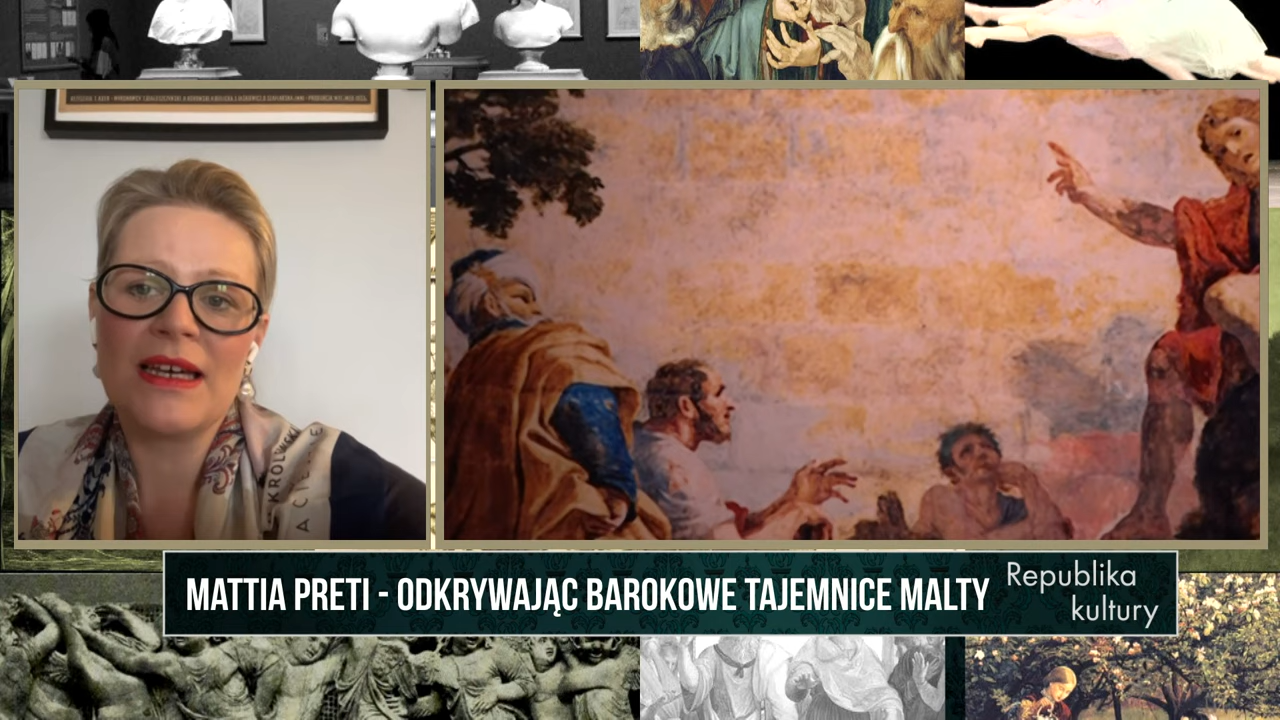 MATTIA PRETI - ODKRYWAJĄC BAROKOWE TAJEMNICE MALTY
Republika
kultury